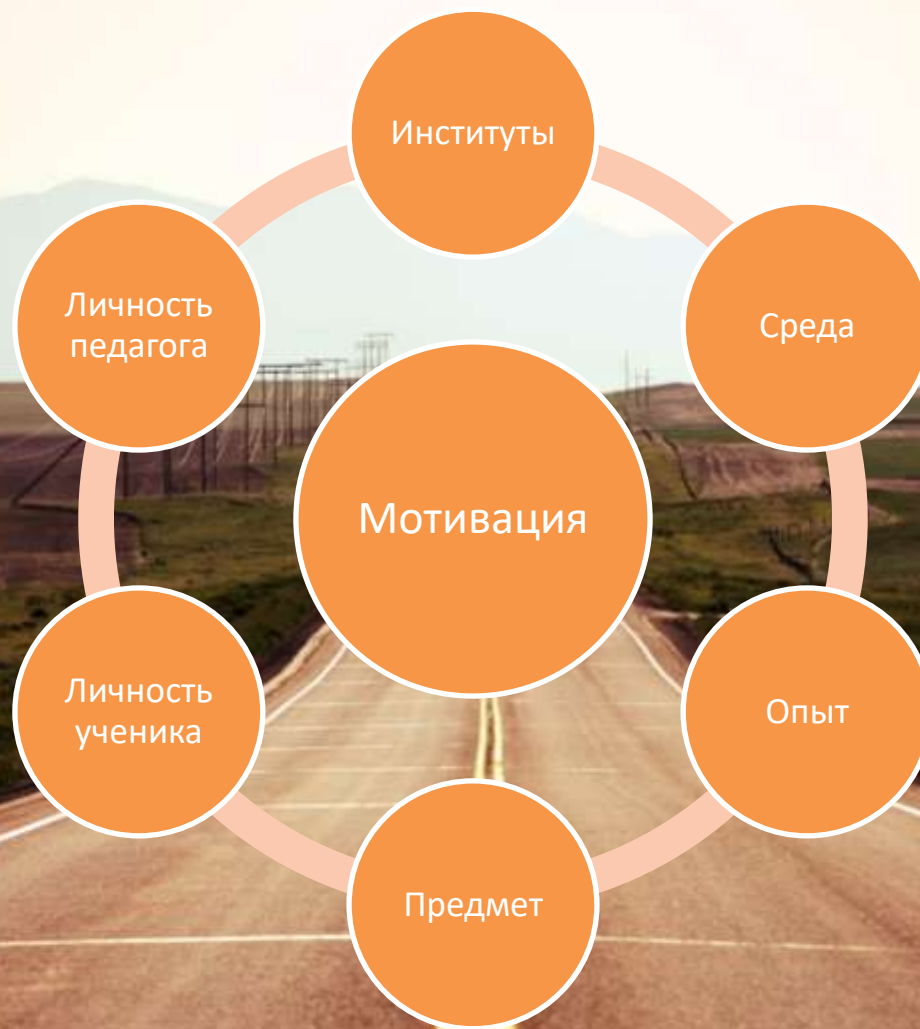 Институты
Среда
Опыт
Предмет
Личность
ученика
Личность
педагога
Мотивация